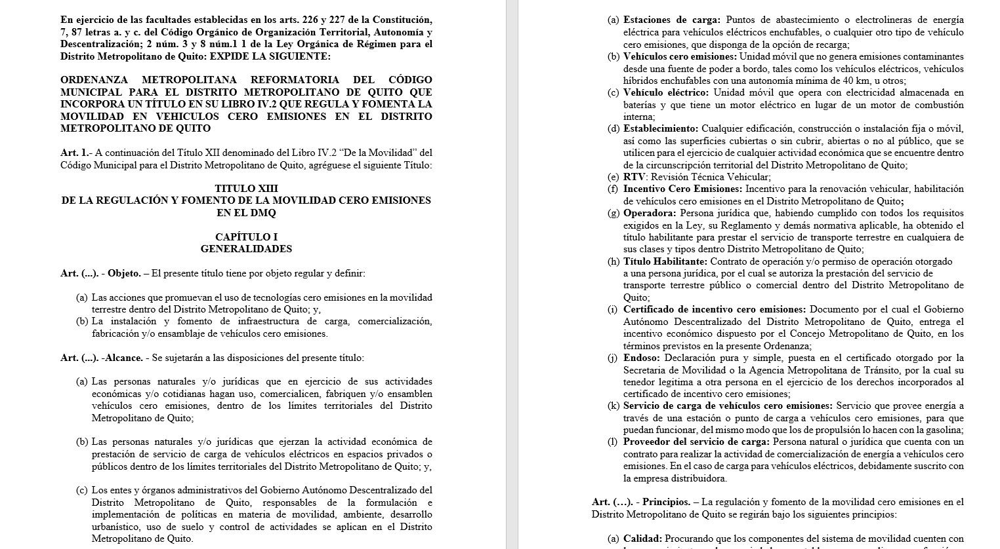 En ejercicio de las facultades establecidas en los arts. 226 y 227 de la Constitución,
7, 87 letras a. y c. del Código Orgánico de Organización Territorial, Autonomía y
Descentralización; 2 núm. 3 y 8 núm.1 1 de la Ley Orgánica de Régimen para el
Distrito Metropolitano de Quito: EXPIDE LA SIGUIENTE:
ORDENANZA METROPOLITANA REFORMATORIA DEL CÓDIGO
MUNICIPAL PARA EL DISTRITO METROPOLITANO DE QUITO QUE
INCORPORA UN TÍTULO EN SU LIBRO IV.2 QUE REGULA Y FOMENTA LA
MOVILIDAD EN VEHICULOS CERO EMISIONES EN EL DISTRITO
METROPOLITANO DE QUITO
Art. 1.- A continuación del Título XII denominado del Libro IV.2 “De la Movilidad” del
Código Municipal para el Distrito Metropolitano de Quito, agréguese el siguiente Título:
TITULO XIII
DE LA REGULACIÓN Y FOMENTO DE LA MOVILIDAD CERO EMISIONES
EN EL DMQ
CAPÍTULO I
GENERALIDADES
Art. (...). - Objeto. – El presente título tiene por objeto regular y definir:
(a) Las acciones que promuevan el uso de tecnologías cero emisiones en la movilidad
terrestre dentro del Distrito Metropolitano de Quito; y,
(b) La instalación y fomento de infraestructura de carga, comercialización,
fabricación y/o ensamblaje de vehículos cero emisiones.
Art. (...). -Alcance. - Se sujetarán a las disposiciones del presente título:
(a) Las personas naturales y/o jurídicas que en ejercicio de sus actividades
económicas y/o cotidianas hagan uso, comercialicen, fabriquen y/o ensamblen
vehículos cero emisiones, dentro de los límites territoriales del Distrito
Metropolitano de Quito;
(b) Las personas naturales y/o jurídicas que ejerzan la actividad económica de
prestación de servicio de carga de vehículos eléctricos en espacios privados o
públicos dentro de los límites territoriales del Distrito Metropolitano de Quito; y,
(c) Los entes y órganos administrativos del Gobierno Autónomo Descentralizado del
Distrito Metropolitano de Quito, responsables de la formulación e
implementación de políticas en materia de movilidad, ambiente, desarrollo
urbanístico, uso de suelo y control de actividades se aplican en el Distrito
Metropolitano de Quito.
(a) Estaciones de carga: Puntos de abastecimiento o electrolineras de energía
eléctrica para vehículos eléctricos enchufables, o cualquier otro tipo de vehículo
cero emisiones, que disponga de la opción de recarga;
(b) Vehículos cero emisiones: Unidad móvil que no genera emisiones contaminantes
desde una fuente de poder a bordo, tales como los vehículos eléctricos, vehículos
híbridos enchufables con una autonomía mínima de 40 km, u otros;
(c) Vehículo eléctrico: Unidad móvil que opera con electricidad almacenada en
baterías y que tiene un motor eléctrico en lugar de un motor de combustión
interna;
(d) Establecimiento: Cualquier edificación, construcción o instalación fija o móvil,
así como las superficies cubiertas o sin cubrir, abiertas o no al público, que se
utilicen para el ejercicio de cualquier actividad económica que se encuentre dentro
de la circunscripción territorial del Distrito Metropolitano de Quito;
(e) RTV: Revisión Técnica Vehicular;
(f) Incentivo Cero Emisiones: Incentivo para la renovación vehicular, habilitación
de vehículos cero emisiones en el Distrito Metropolitano de Quito;
(g) Operadora: Persona jurídica que, habiendo cumplido con todos los requisitos
exigidos en la Ley, su Reglamento y demás normativa aplicable, ha obtenido el
título habilitante para prestar el servicio de transporte terrestre en cualquiera de
sus clases y tipos dentro Distrito Metropolitano de Quito;
(h) Título Habilitante: Contrato de operación y/o permiso de operación otorgado
a una persona jurídica, por el cual se autoriza la prestación del servicio de
transporte terrestre público o comercial dentro del Distrito Metropolitano de
Quito;
(i) Certificado de incentivo cero emisiones: Documento por el cual el Gobierno
Autónomo Descentralizado del Distrito Metropolitano de Quito, entrega el
incentivo económico dispuesto por el Concejo Metropolitano de Quito, en los
términos previstos en la presente Ordenanza;
(j) Endoso: Declaración pura y simple, puesta en el certificado otorgado por la
Secretaria de Movilidad o la Agencia Metropolitana de Tránsito, por la cual su
tenedor legitima a otra persona en el ejercicio de los derechos incorporados al
certificado de incentivo cero emisiones;
(k) Servicio de carga de vehículos cero emisiones: Servicio que provee energía a
través de una estación o punto de carga a vehículos cero emisiones, para que
puedan funcionar, del mismo modo que los de propulsión lo hacen con la gasolina;
(l) Proveedor del servicio de carga: Persona natural o jurídica que cuenta con un
contrato para realizar la actividad de comercialización de energía a vehículos cero
emisiones. En el caso de carga para vehículos eléctricos, debidamente suscrito con
la empresa distribuidora.
Art. (…). - Principios. – La regulación y fomento de la movilidad cero emisiones en el
Distrito Metropolitano de Quito se regirán bajo los siguientes principios:
(a) Calidad: Procurando que los componentes del sistema de movilidad cuenten con